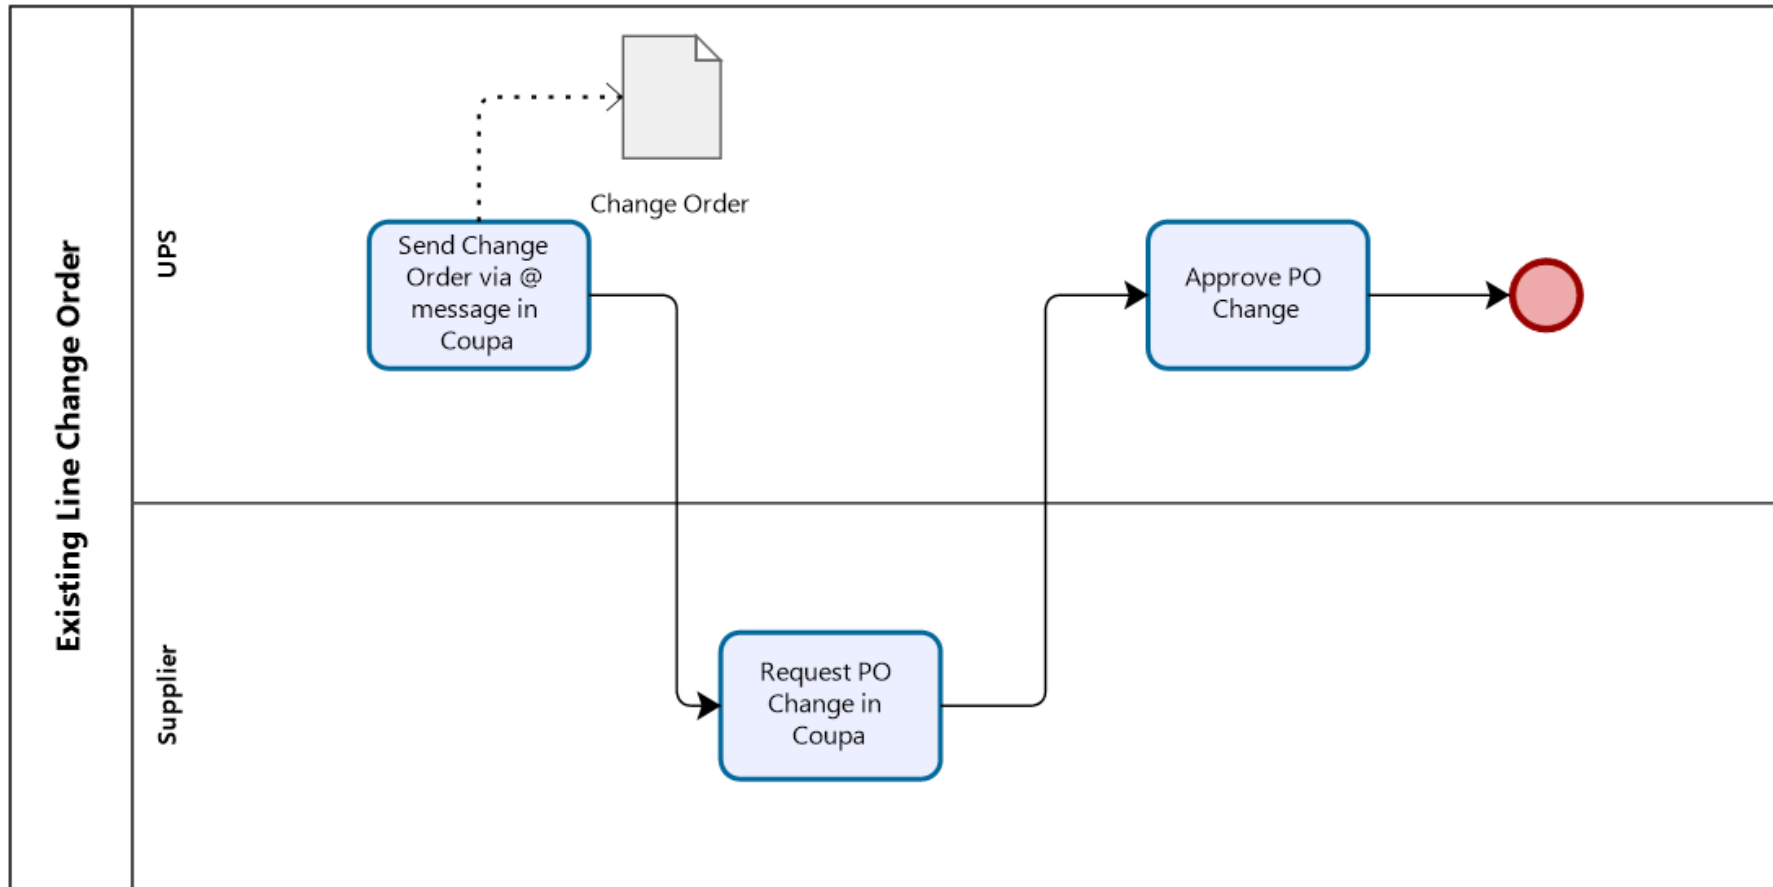 Existing Line Change Order
UPS
Supplier
Change Order
Send Change
Order via @
message in
Coupa
Request PO
Change in
Coupa
Approve PO
Change